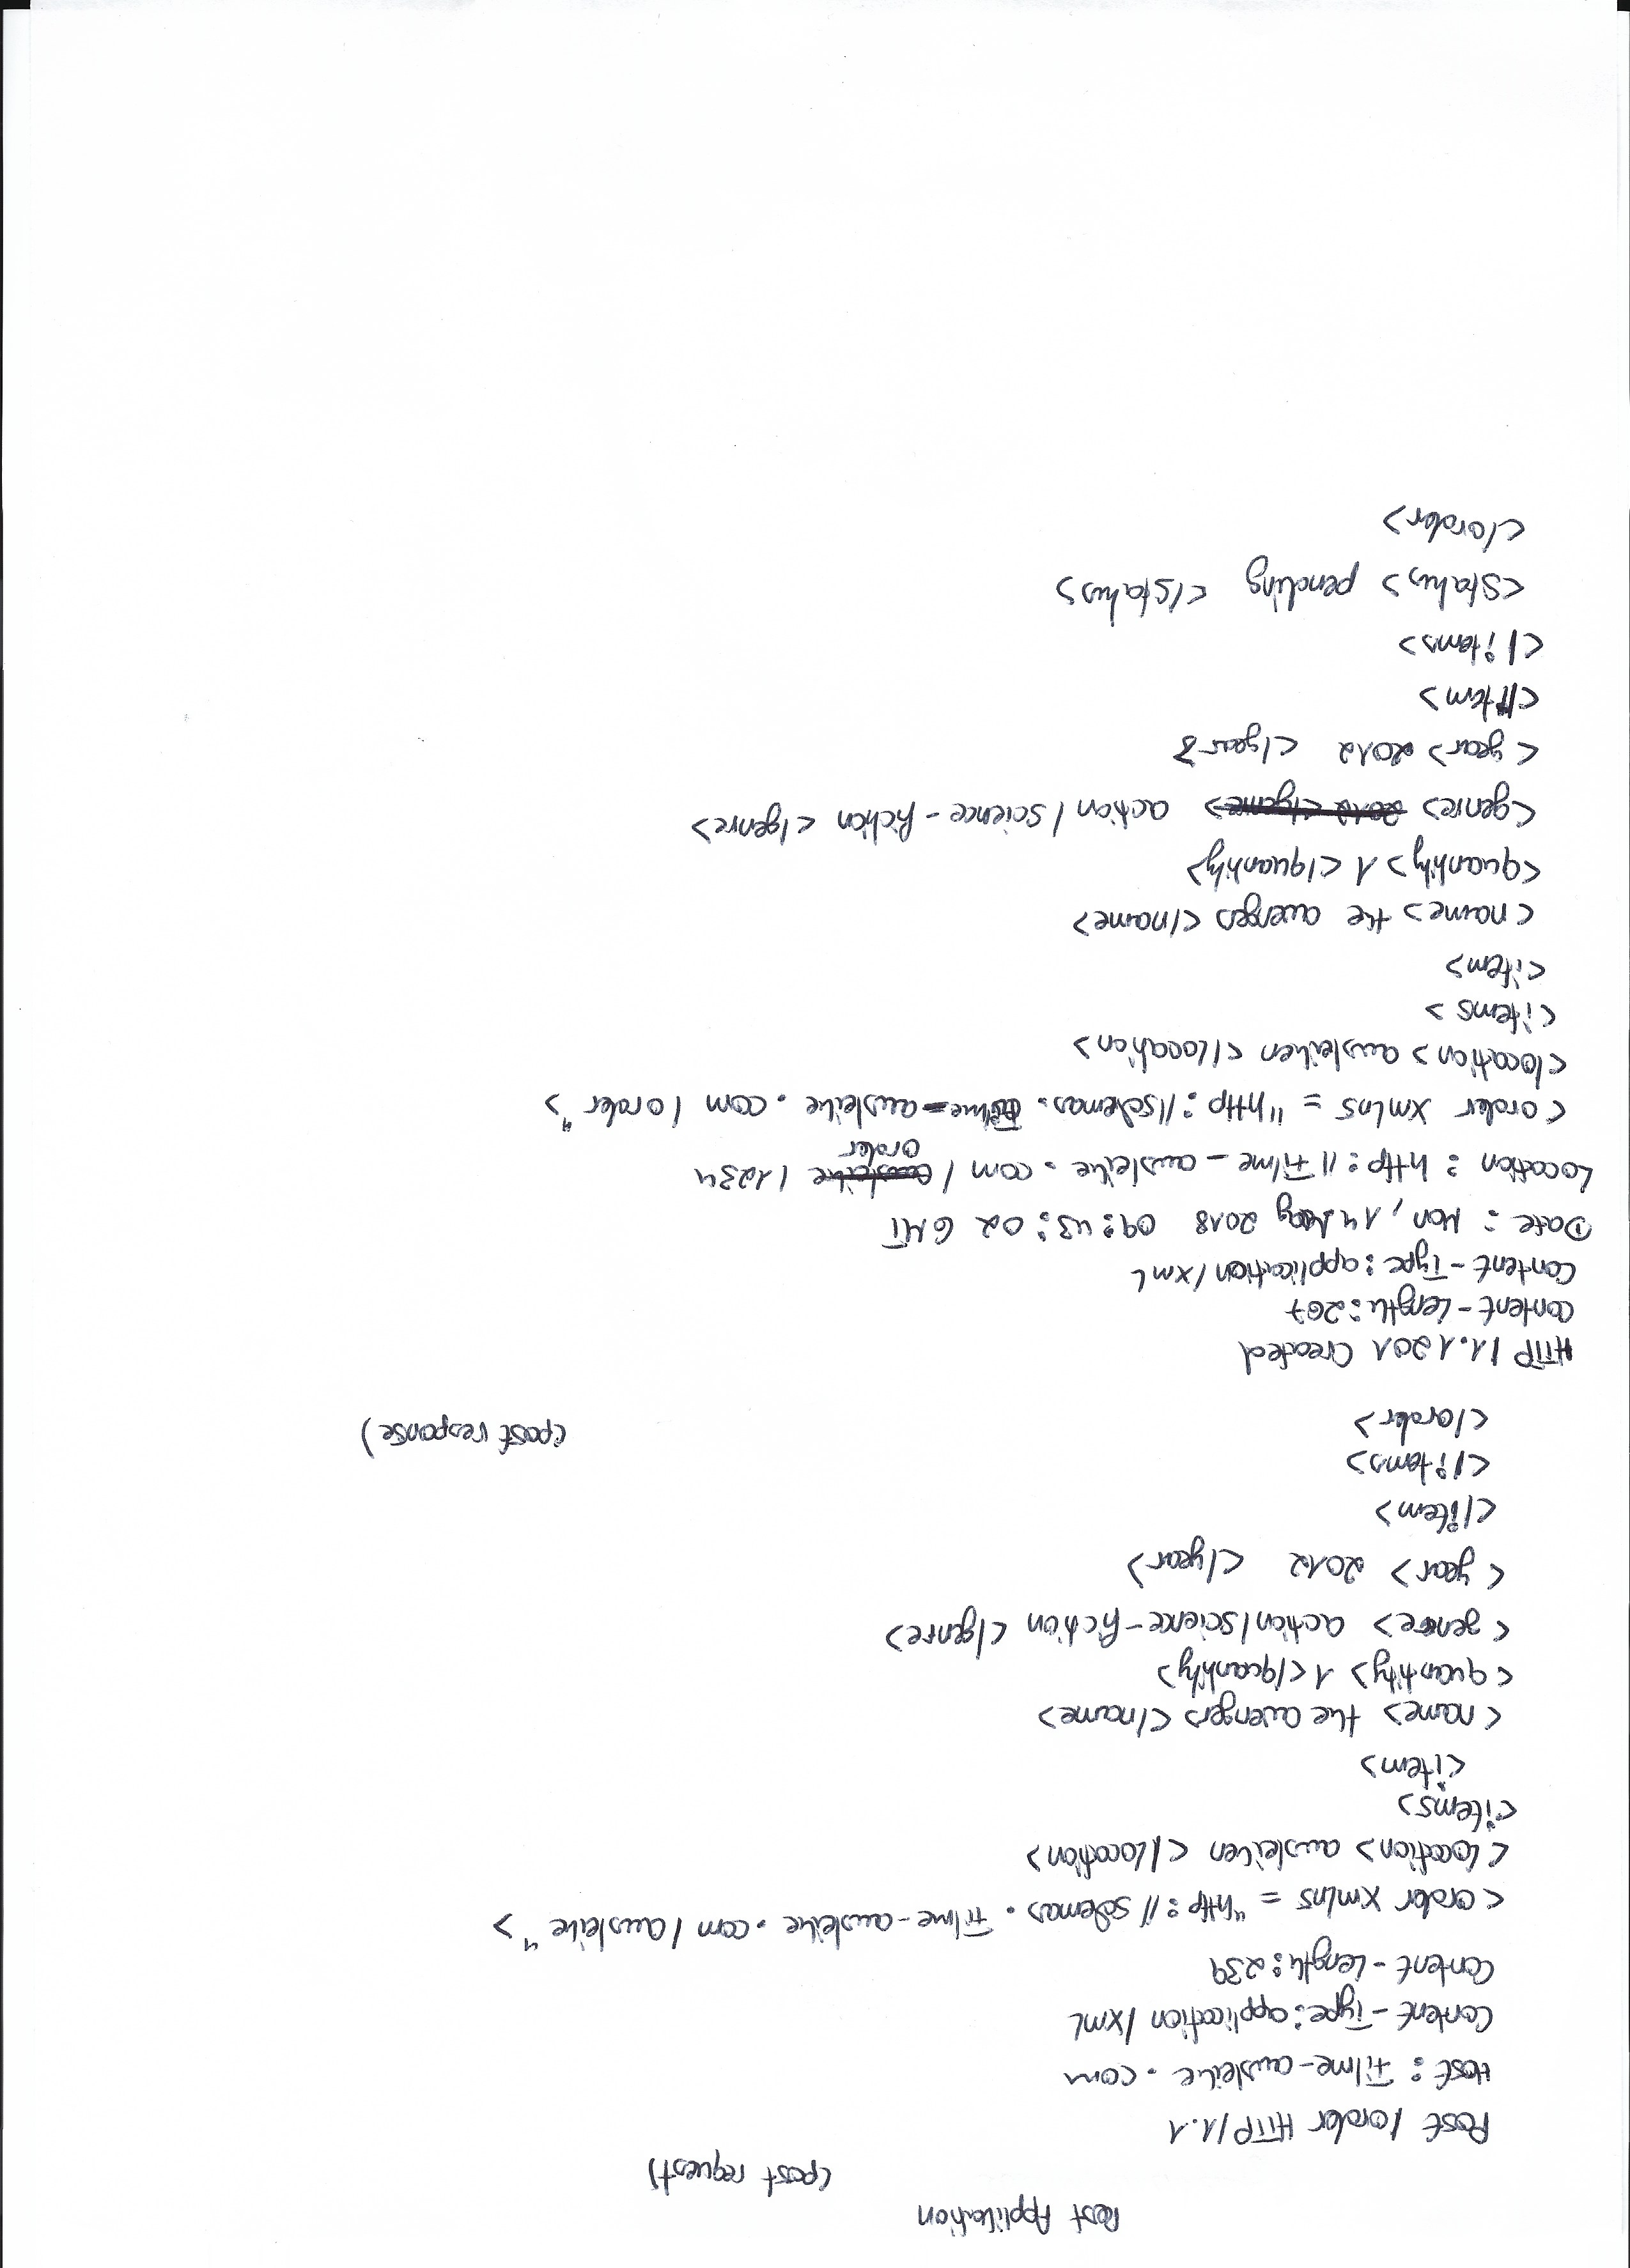 Rest Applikation
(post request)
Post /order HTTP/1.1
Host: Filme-ausleihe.com
Content-Type: application/xml
Content-Length: 239
<order xmlns = "http://schemas.Filme-ausleihe.com/ausleihe">
<location> ausleihen </location>
<items>
<item>
<name> the avengers </name>
<quantity> 1 </quantity>
<genre> action/science-fiction </genre>
<year> 2012 </year>
</item>
</items>
</order>
(post response)
HTTP/1.1 201 Created
Content-Length: 267
Content-Type: application/xml
Date: Mon, 14 May 2018 09:43:02 GMT
Location: http://Filme-ausleihe.com/ausleihe /1234
order
<order xmlns = "http://schemas.Filme-ausleihe.com/order">
<location> ausleihen </location>
<items>
<item>
<name> the avengers </name>
<quantity> 1 </quantity>
<genre> 2012 </genre> action/science-fiction </genre>
<year> 2012 </year>
</item>
</items>
<status> pending </status>
</order>